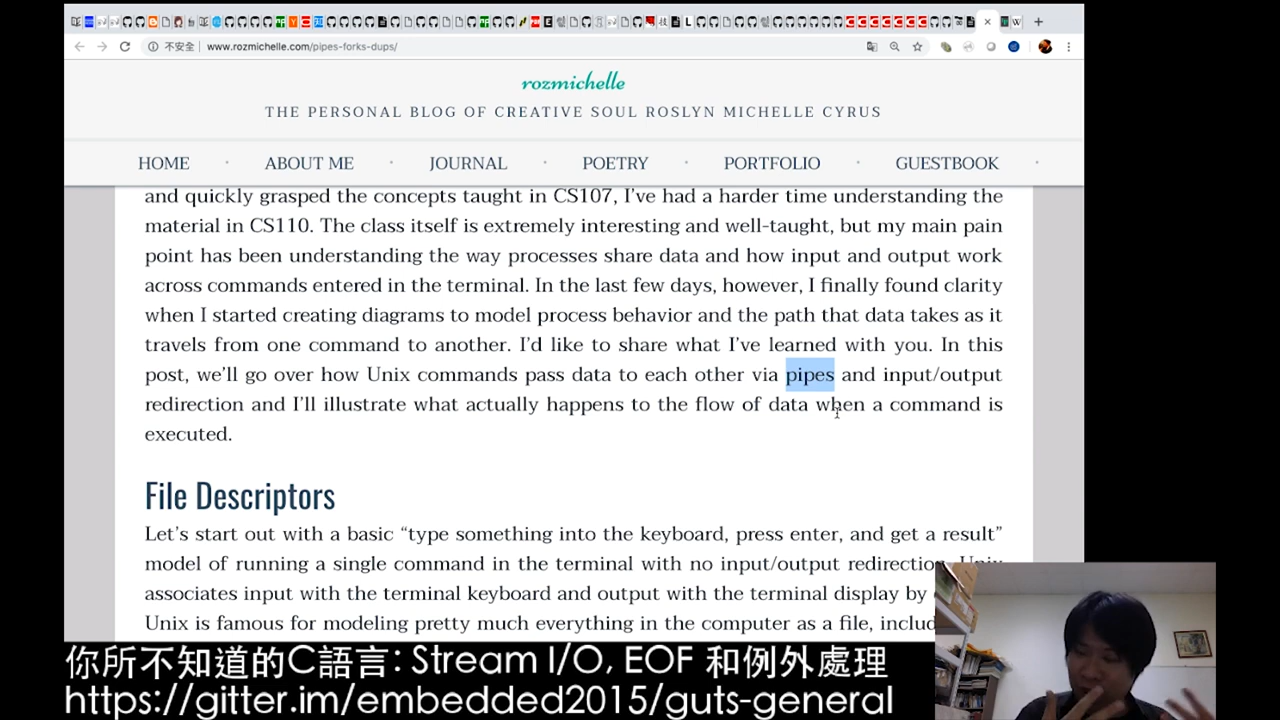 不安全 | www.rozmichelle.com/pipes-forks-dups/
rozmichelle
THE PERSONAL BLOG OF CREATIVE SOUL ROSLYN MICHELLE CYRUS
HOME · ABOUT ME · JOURNAL · POETRY · PORTFOLIO · GUESTBOOK ·
and quickly grasped the concepts taught in CS107, I've had a harder time understanding the
material in CS110. The class itself is extremely interesting and well-taught, but my main pain
point has been understanding the way processes share data and how input and output work
across commands entered in the terminal. In the last few days, however, I finally found clarity
when I started creating diagrams to model process behavior and the path that data takes as it
travels from one command to another. I'd like to share what I've learned with you. In this
post, we'll go over how Unix commands pass data to each other via pipes and input/output
redirection and I'll illustrate what actually happens to the flow of data when a command is
executed.
File Descriptors
Let's start out with a basic “type something into the keyboard, press enter, and get a result”
model of running a single command in the terminal with no input/output redirection. Unix
associates input with the terminal keyboard and output with the terminal display by
Unix is famous for modeling pretty much everything in the computer as a file, includ
你所不知道的C語言: Stream I/O, EOF 和例外處理
https://gitter.im/embedded2015/guts-general